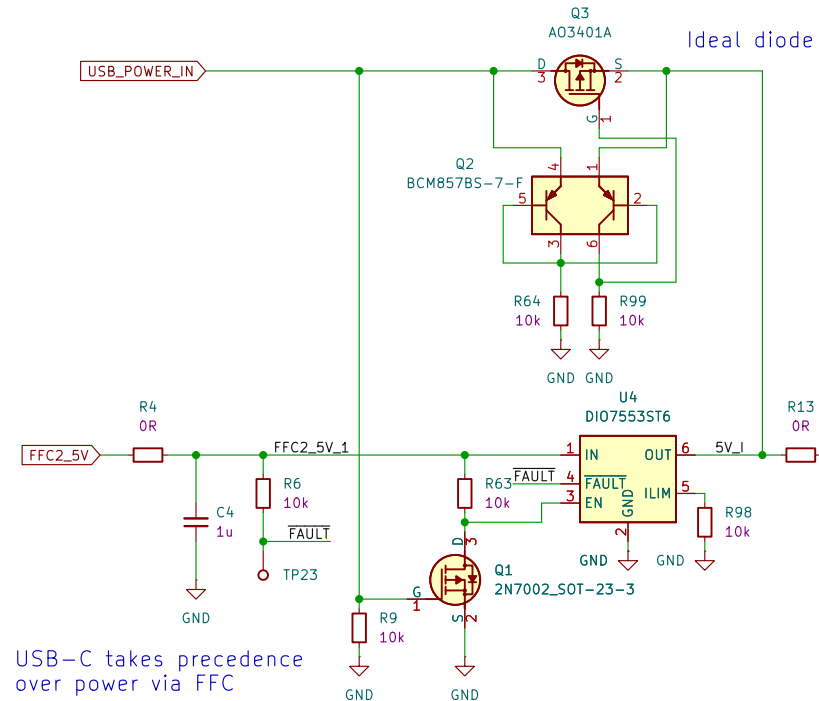 Q3
AO3401A
Ideal diode
USB_POWER_IN
D
3
S
2
G
1
Q2
BCM857BS-7-F
4
1
5
2
3
6
R64
10k
R99
10k
GND
GND
U4
DIO7553ST6
R4
0R
R13
0R
FFC2_5V
FFC2_5V_1
1
IN
OUT
6
5V_I
FAULT
4
FAULT
3
EN
ILIM
5
GND
2
R6
10k
R63
10k
C4
1u
FAULT
R98
10k
GND
GND
D
3
TP23
Q1
2N7002_SOT-23-3
G
1
S
2
GND
R9
10k
USB-C takes precedence
over power via FFC
GND
GND